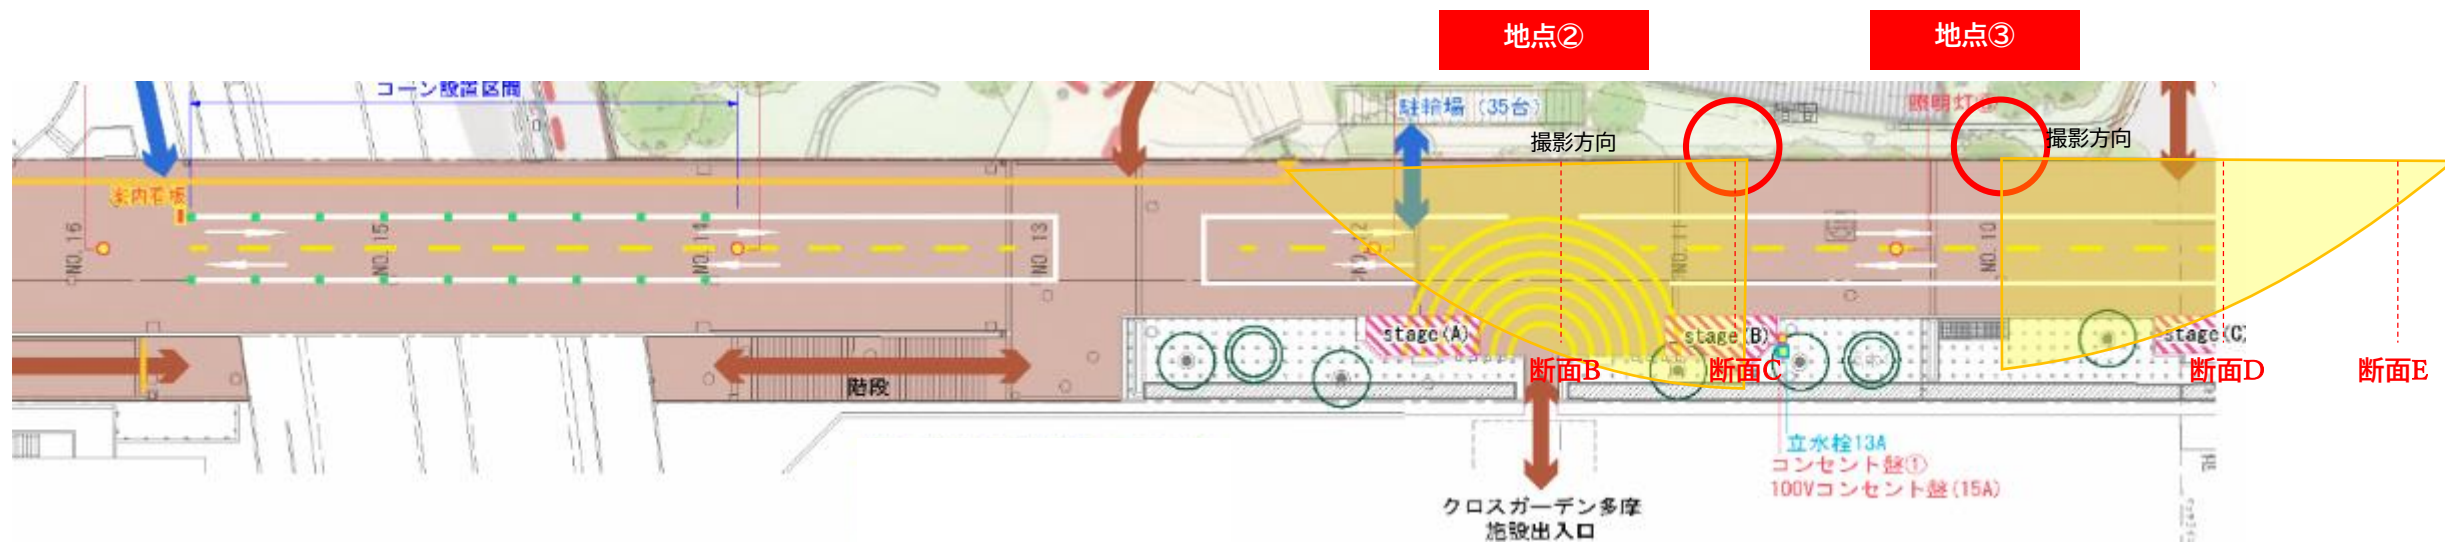 地点②
地点③
コーン設置区間
駐輪場（35台）
照明灯
撮影方向
撮影方向
案内看板
NO.16
NO.15
NO.14
NO.13
NO.12
NO.11
NO.10
stage(A)
stage(B)
stage(C)
断面B
断面C
断面D
断面E
階段
立水栓13A
コンセント盤①
100Vコンセント盤(15A)
クロスガーデン多摩
施設出入口